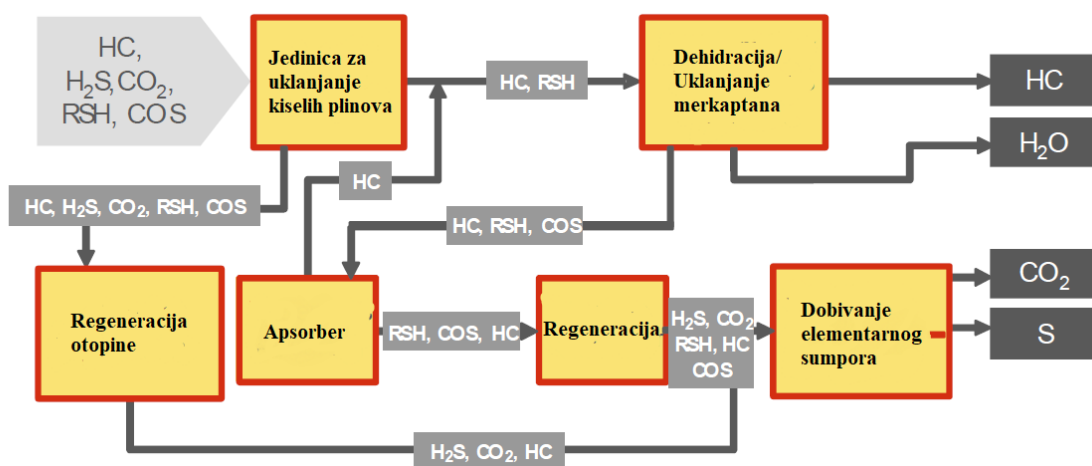 HC,
H₂S, CO₂,
RSH, COS
Jedinica za
uklanjanje
kiselih plinova
HC, RSH
Dehidracija/
Uklanjanje
merkaptana
HC
H₂O
HC
HC, H₂S, CO₂, RSH, COS
HC, RSH, COS
Regeneracija
otopine
Apsorber
RSH, COS, HC
Regeneracija
H₂S, CO₂
RSH, HC
COS
Dobivanje
elementarnog
sumpora
CO₂
S
H₂S, CO₂, HC